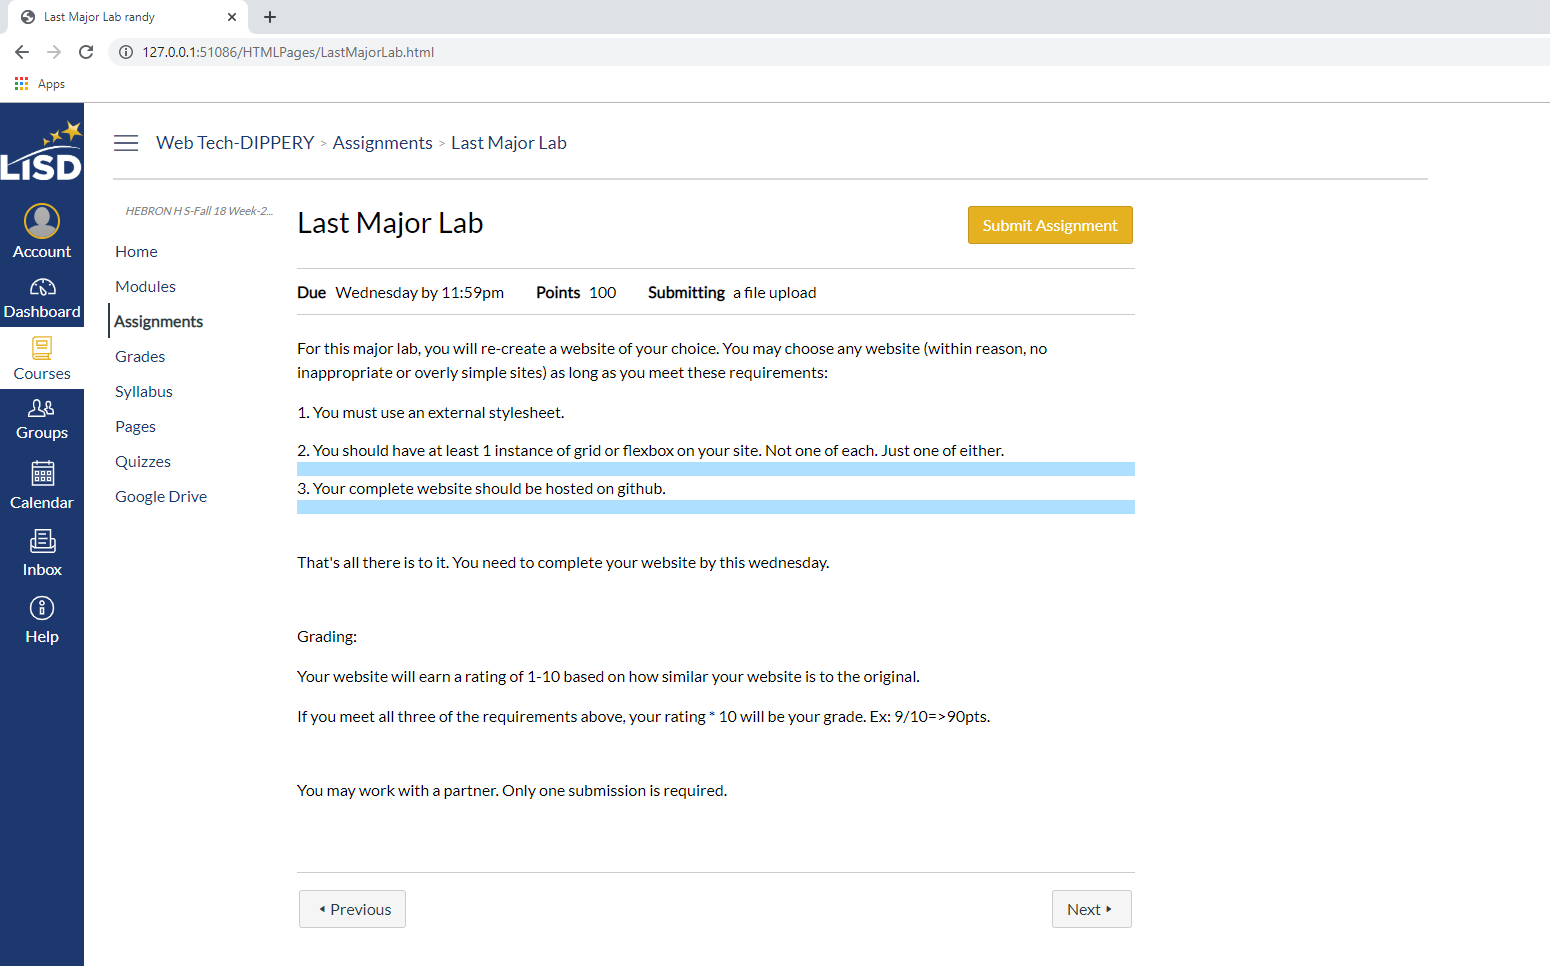 Last Major Lab randy
127.0.0.1:51086/HTMLPages/LastMajorLab.html
Apps
LISD
Account
Dashboard
Courses
Groups
Calendar
Inbox
Help
Web Tech-DIPPERY > Assignments > Last Major Lab
HEBRON H S-Fall 18 Week-2...
Home
Modules
Assignments
Grades
Syllabus
Pages
Quizzes
Google Drive
Last Major Lab
Submit Assignment
Due Wednesday by 11:59pm Points 100 Submitting a file upload
For this major lab, you will re-create a website of your choice. You may choose any website (within reason, no
inappropriate or overly simple sites) as long as you meet these requirements:
1. You must use an external stylesheet.
2. You should have at least 1 instance of grid or flexbox on your site. Not one of each. Just one of either.
3. Your complete website should be hosted on github.
That's all there is to it. You need to complete your website by this wednesday.
Grading:
Your website will earn a rating of 1-10 based on how similar your website is to the original.
If you meet all three of the requirements above, your rating * 10 will be your grade. Ex: 9/10=>90pts.
You may work with a partner. Only one submission is required.
Previous
Next